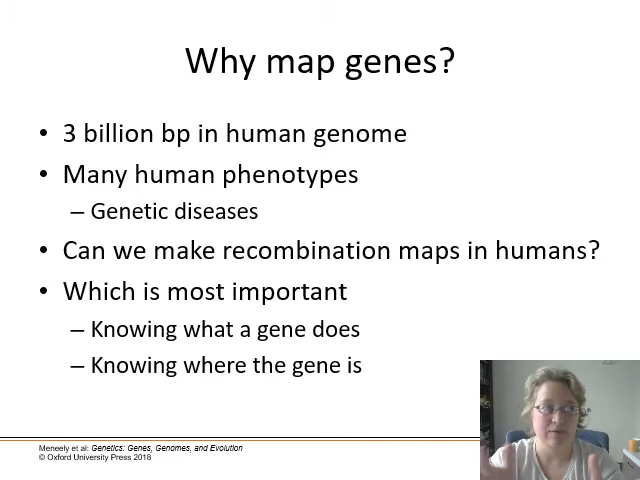 Why map genes?
• 3 billion bp in human genome
• Many human phenotypes
– Genetic diseases
• Can we make recombination maps in humans?
• Which is most important
– Knowing what a gene does
– Knowing where the gene is
Meneely et al: Genetics: Genes, Genomes, and Evolution
© Oxford University Press 2018